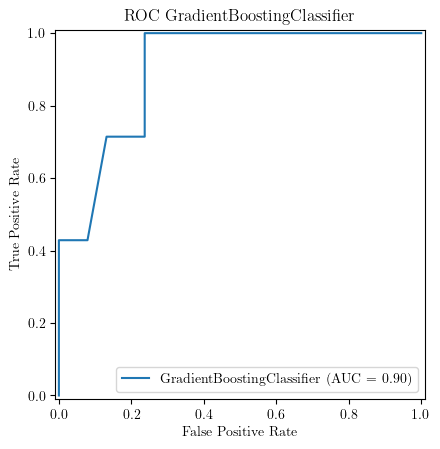 ROC GradientBoostingClassifier
1.0
0.8
0.6
0.4
0.2
0.0
True Positive Rate
GradientBoostingClassifier (AUC = 0.90)
0.0 0.2 0.4 0.6 0.8 1.0
False Positive Rate